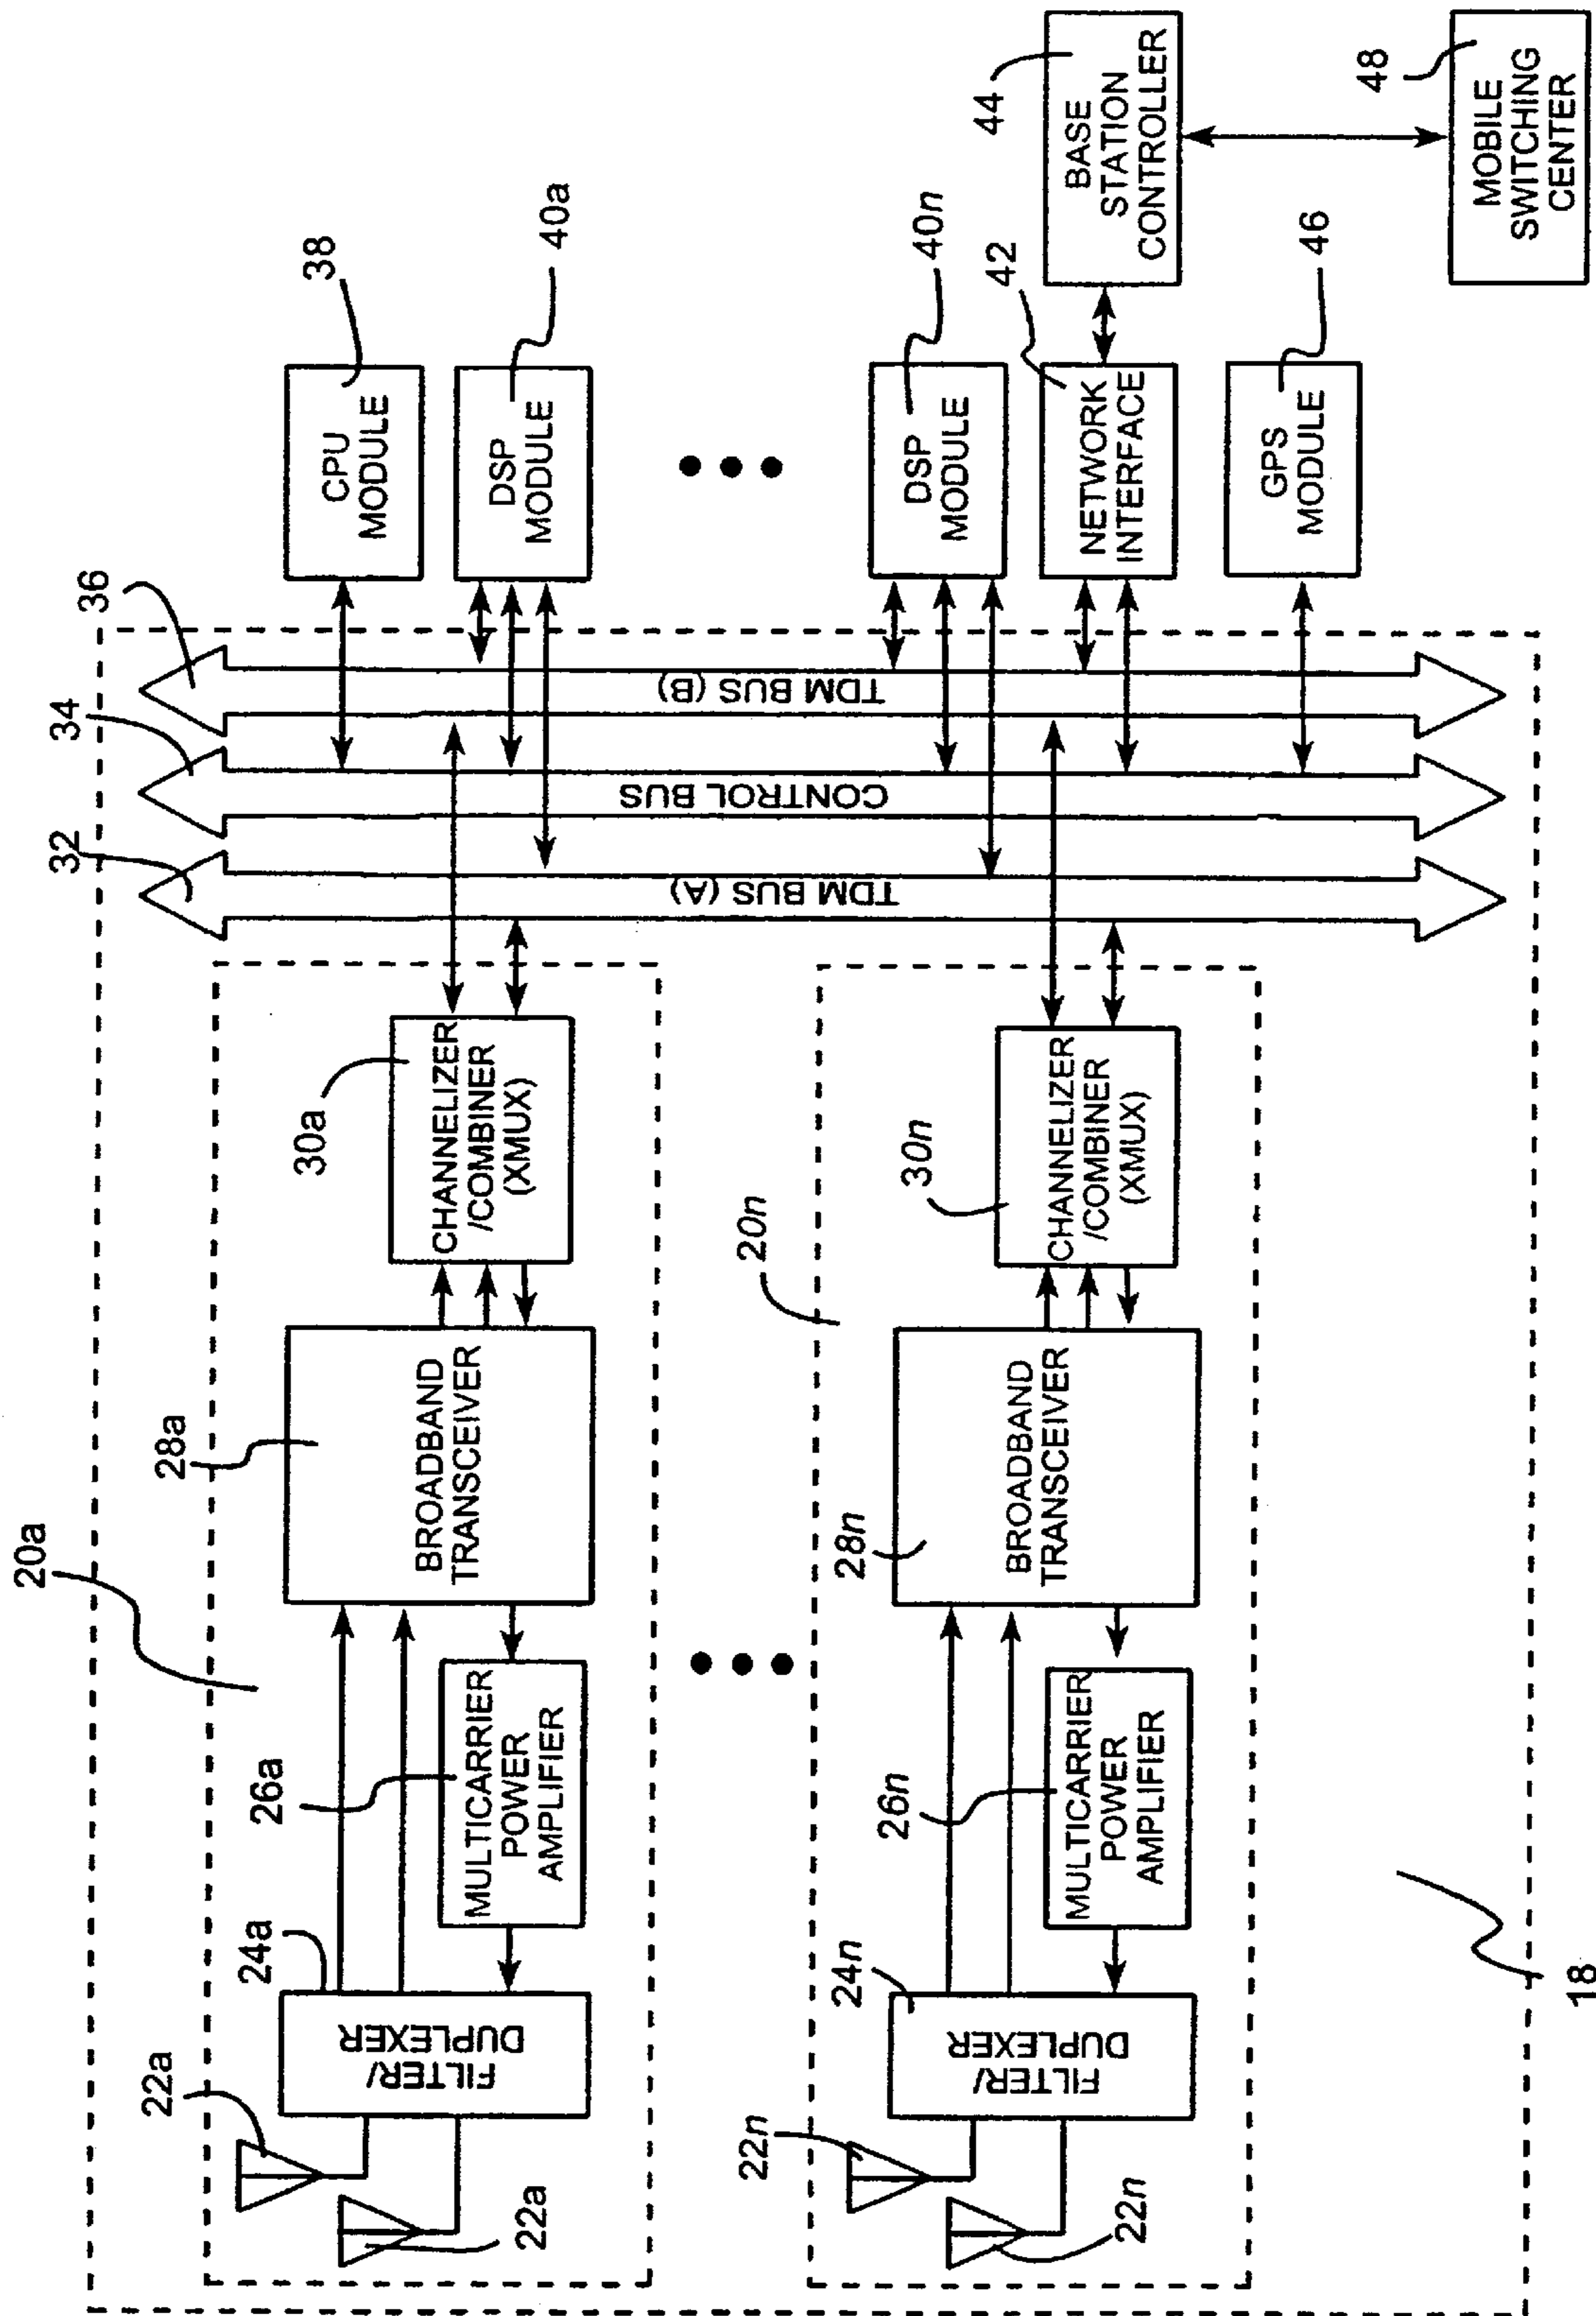 20a
22a
22a
24a
FILTER/
DUPLEXER
26a
MULTICARRIER
POWER
AMPLIFIER
28a
BROADBAND
TRANSCEIVER
30a
CHANNELIZER
/COMBINER
(XMUX)
20n
22n
22n
24n
FILTER/
DUPLEXER
26n
MULTICARRIER
POWER
AMPLIFIER
28n
BROADBAND
TRANSCEIVER
30n
CHANNELIZER
/COMBINER
(XMUX)
18
32
34
36
TDM BUS (A)
CONTROL BUS
TDM BUS (B)
38
CPU
MODULE
40a
DSP
MODULE
40n
DSP
MODULE
42
NETWORK
INTERFACE
46
GPS
MODULE
44
BASE
STATION
CONTROLLER
48
MOBILE
SWITCHING
CENTER